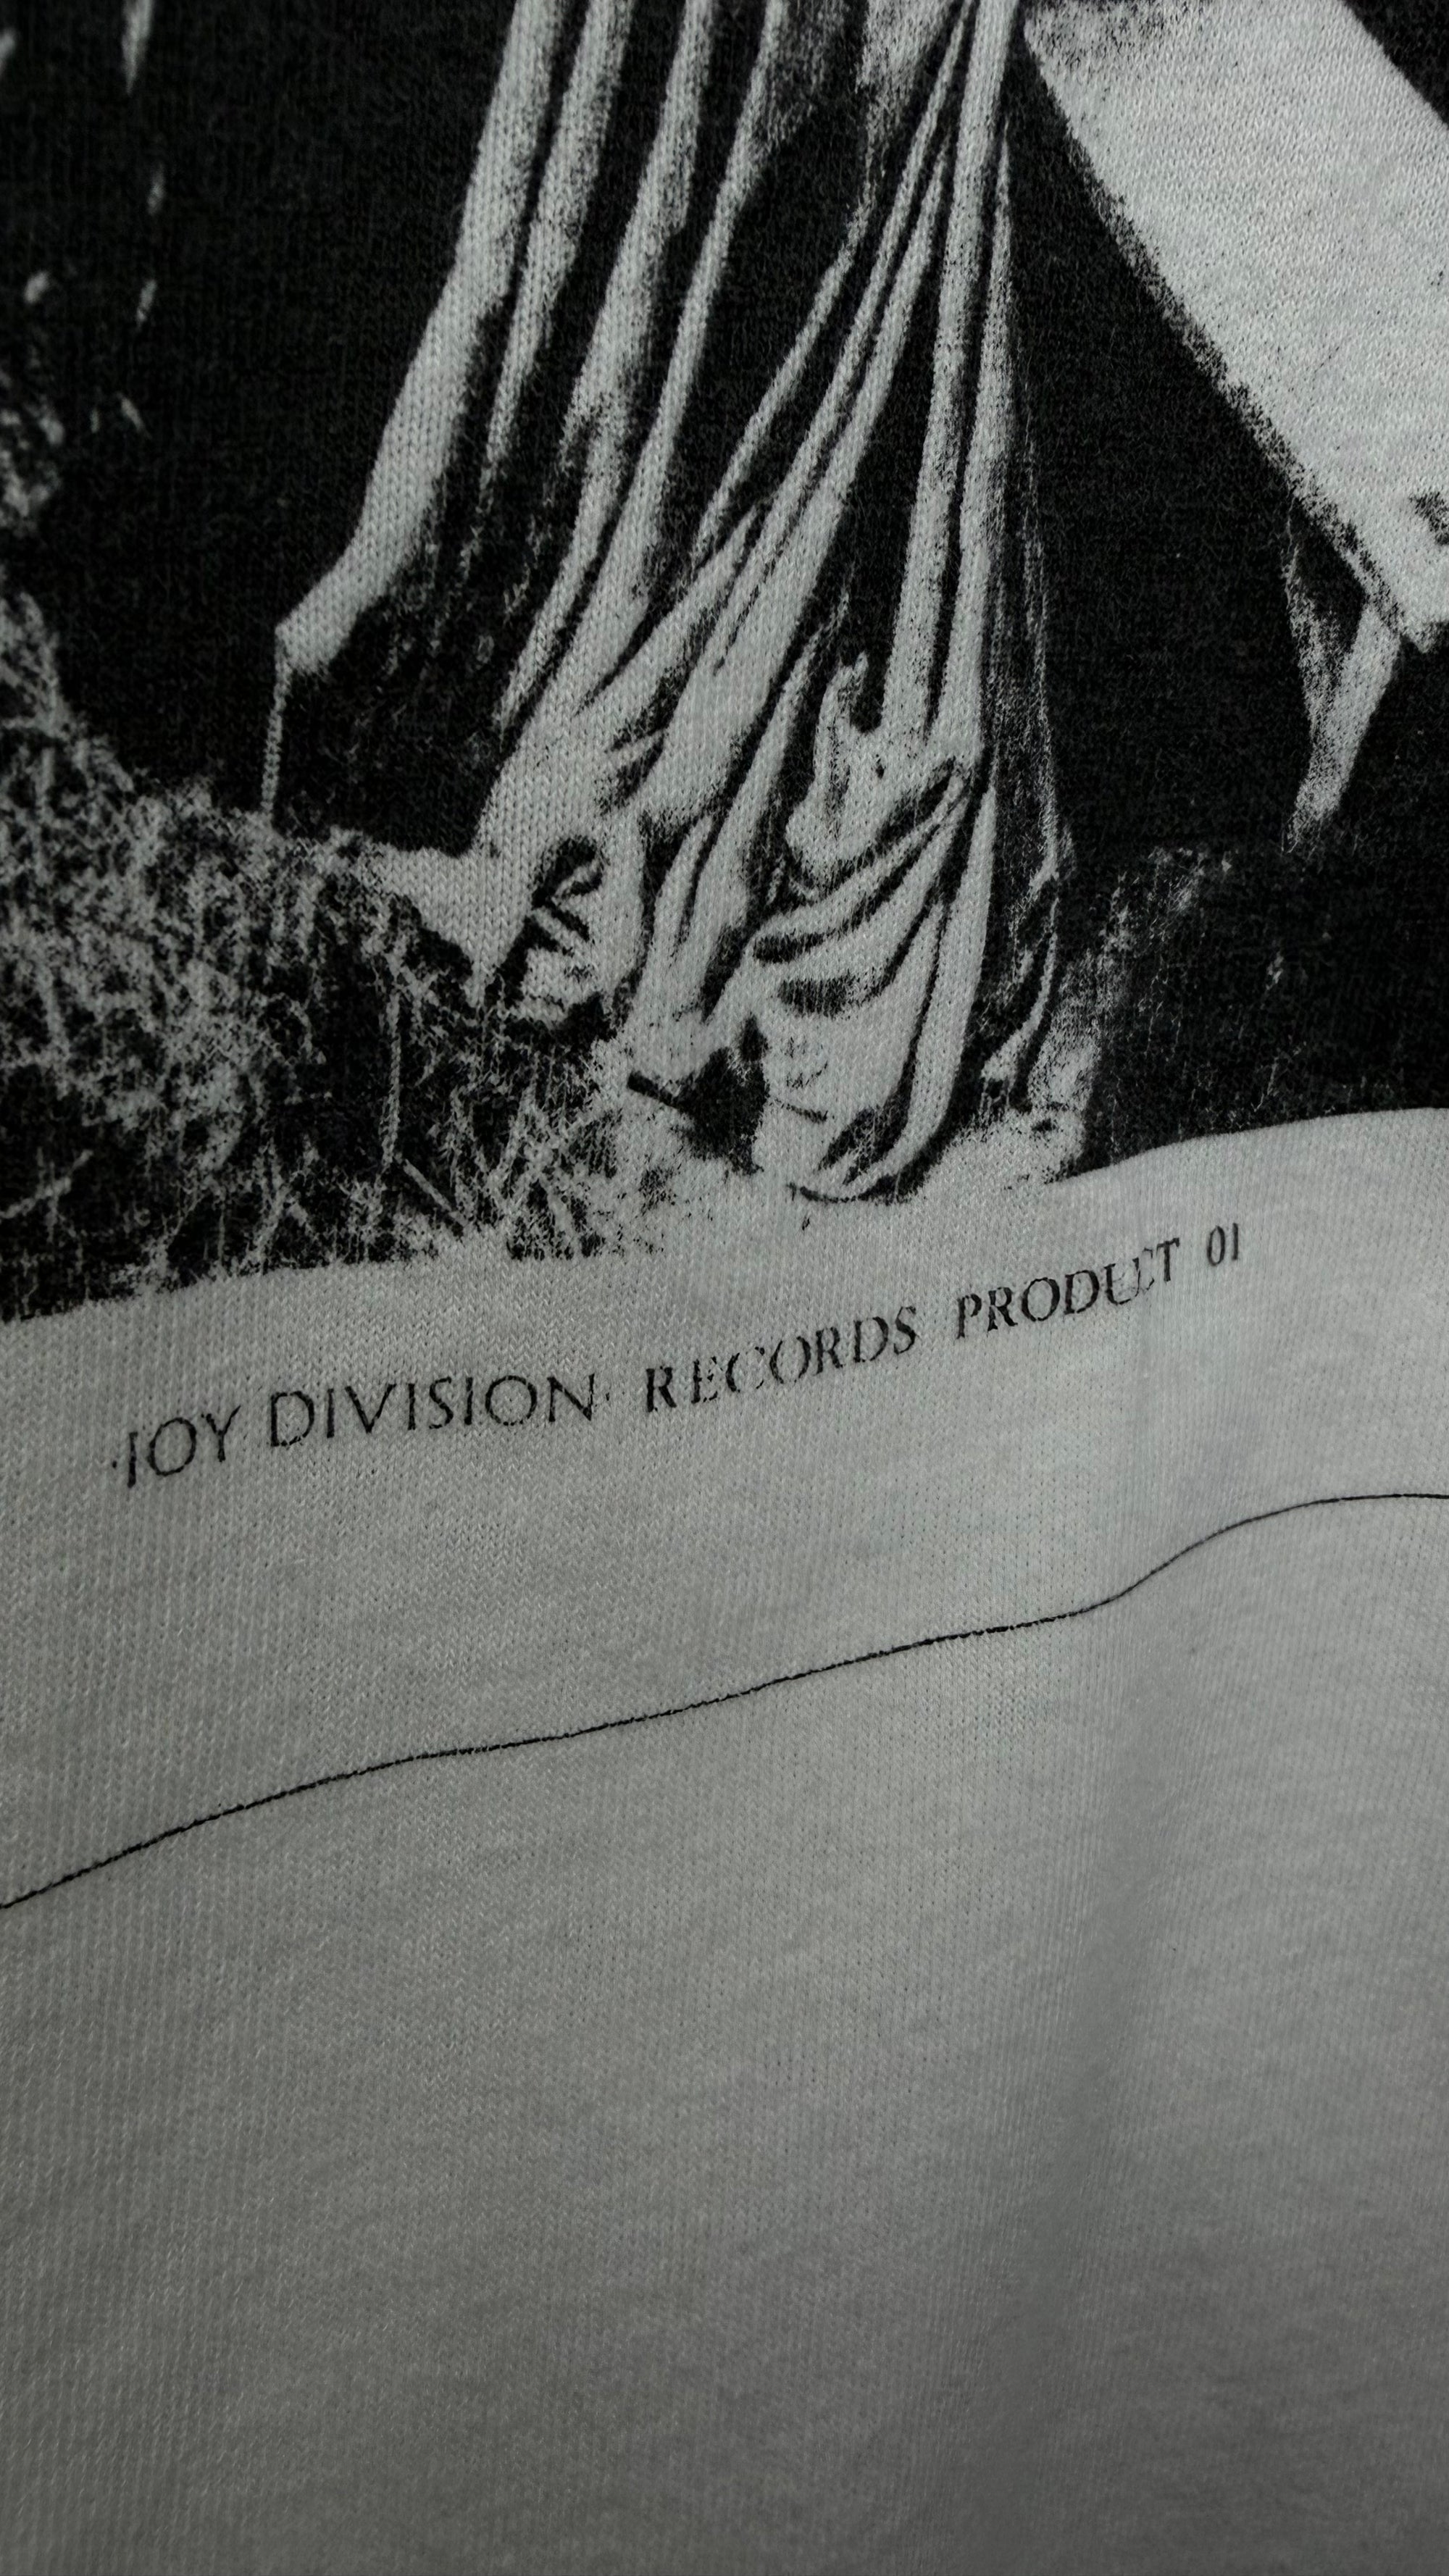 ·JOY DIVISION· RECORDS PRODUCT 01